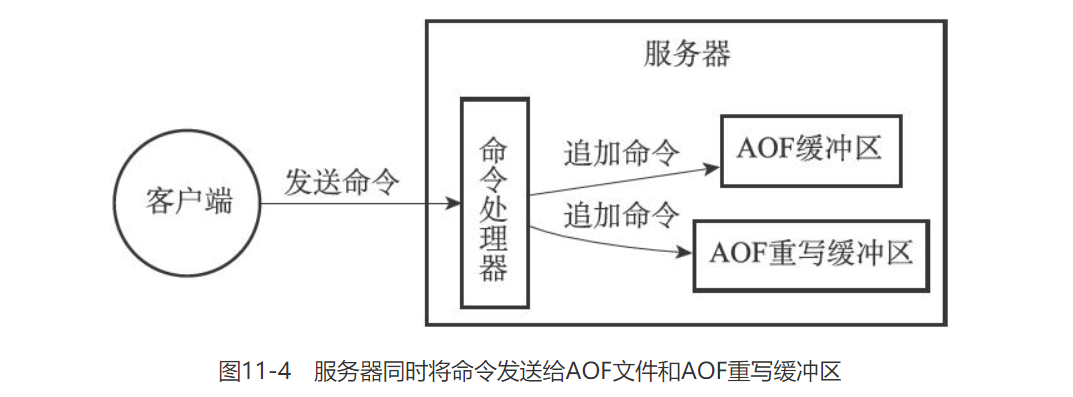 服务器
客户端
发送命令
命令处理器
追加命令
AOF缓冲区
追加命令
AOF重写缓冲区
图11-4 服务器同时将命令发送给AOF文件和AOF重写缓冲区